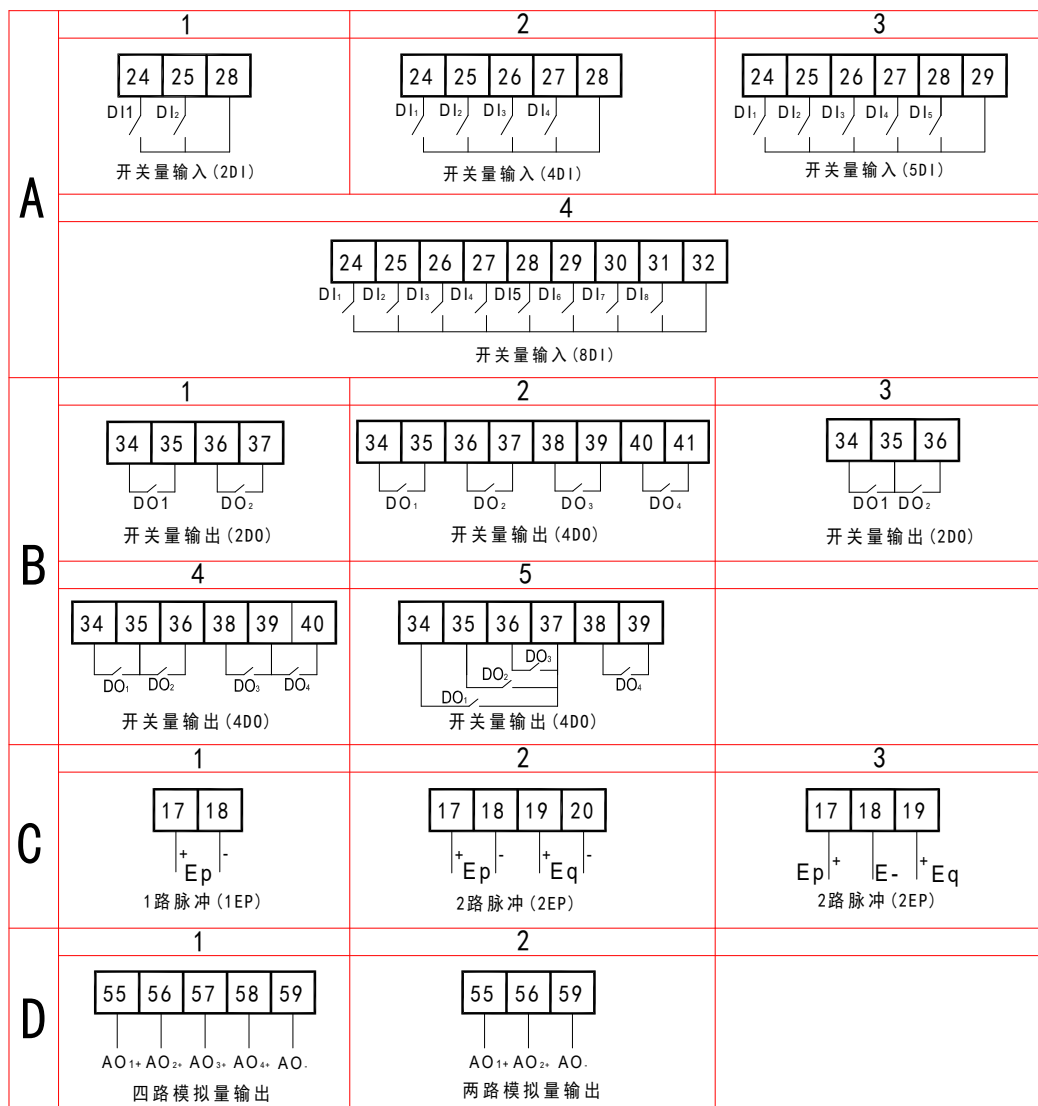 A
1 2 3
24 25 28
DI1 DI₂
开关量输入(2DI)
24 25 26 27 28
DI₁ DI₂ DI₃ DI₄
开关量输入(4DI)
24 25 26 27 28 29
DI₁ DI₂ DI₃ DI₄ DI₅
开关量输入(5DI)
4
24 25 26 27 28 29 30 31 32
DI₁ DI₂ DI₃ DI₄ DI5 DI₆ DI₇ DI₈
开关量输入(8DI)
B
1 2 3
34 35 36 37
DO1 DO₂
开关量输出(2DO)
34 35 36 37 38 39 40 41
DO₁ DO₂ DO₃ DO₄
开关量输出(4DO)
34 35 36
DO1 DO₂
开关量输出(2DO)
4 5
34 35 36 38 39 40
DO₁ DO₂ DO₃ DO₄
开关量输出(4DO)
34 35 36 37 38 39
DO₃
DO₂
DO₄
DO₁
开关量输出(4DO)
C
1 2 3
17 18
+ Ep -
1路脉冲(1EP)
17 18 19 20
+ Ep - + Eq -
2路脉冲(2EP)
17 18 19
Ep + E- + Eq
2路脉冲(2EP)
D
1 2
55 56 57 58 59
AO₁₊ AO₂₊ AO₃₊ AO₄₊ AO₋
四路模拟量输出
55 56 59
AO₁₊ AO₂₊ AO₋
两路模拟量输出